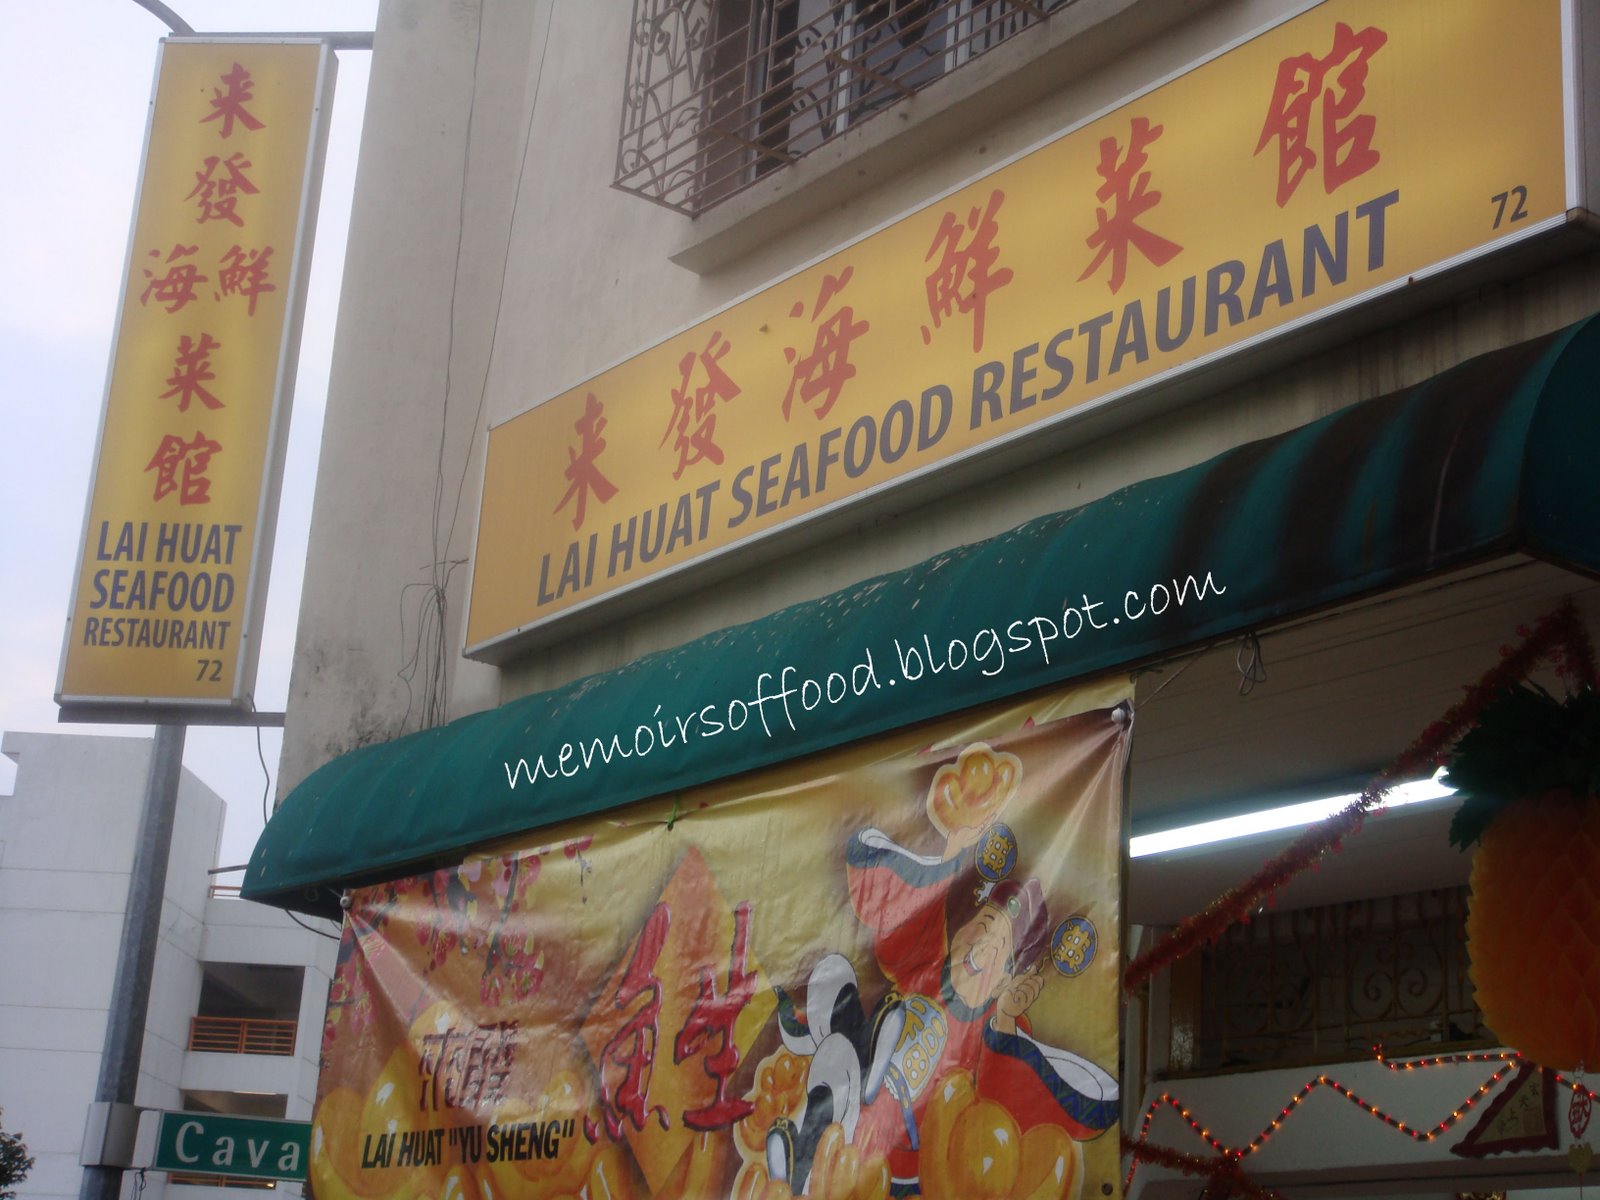 来
發
海鮮
菜
館
LAI HUAT
SEAFOOD
RESTAURANT
72
来發海鮮菜館
LAI HUAT SEAFOOD RESTAURANT 72
memoirsoffood.blogspot.com
LAI HUAT "YU SHENG"
Cava